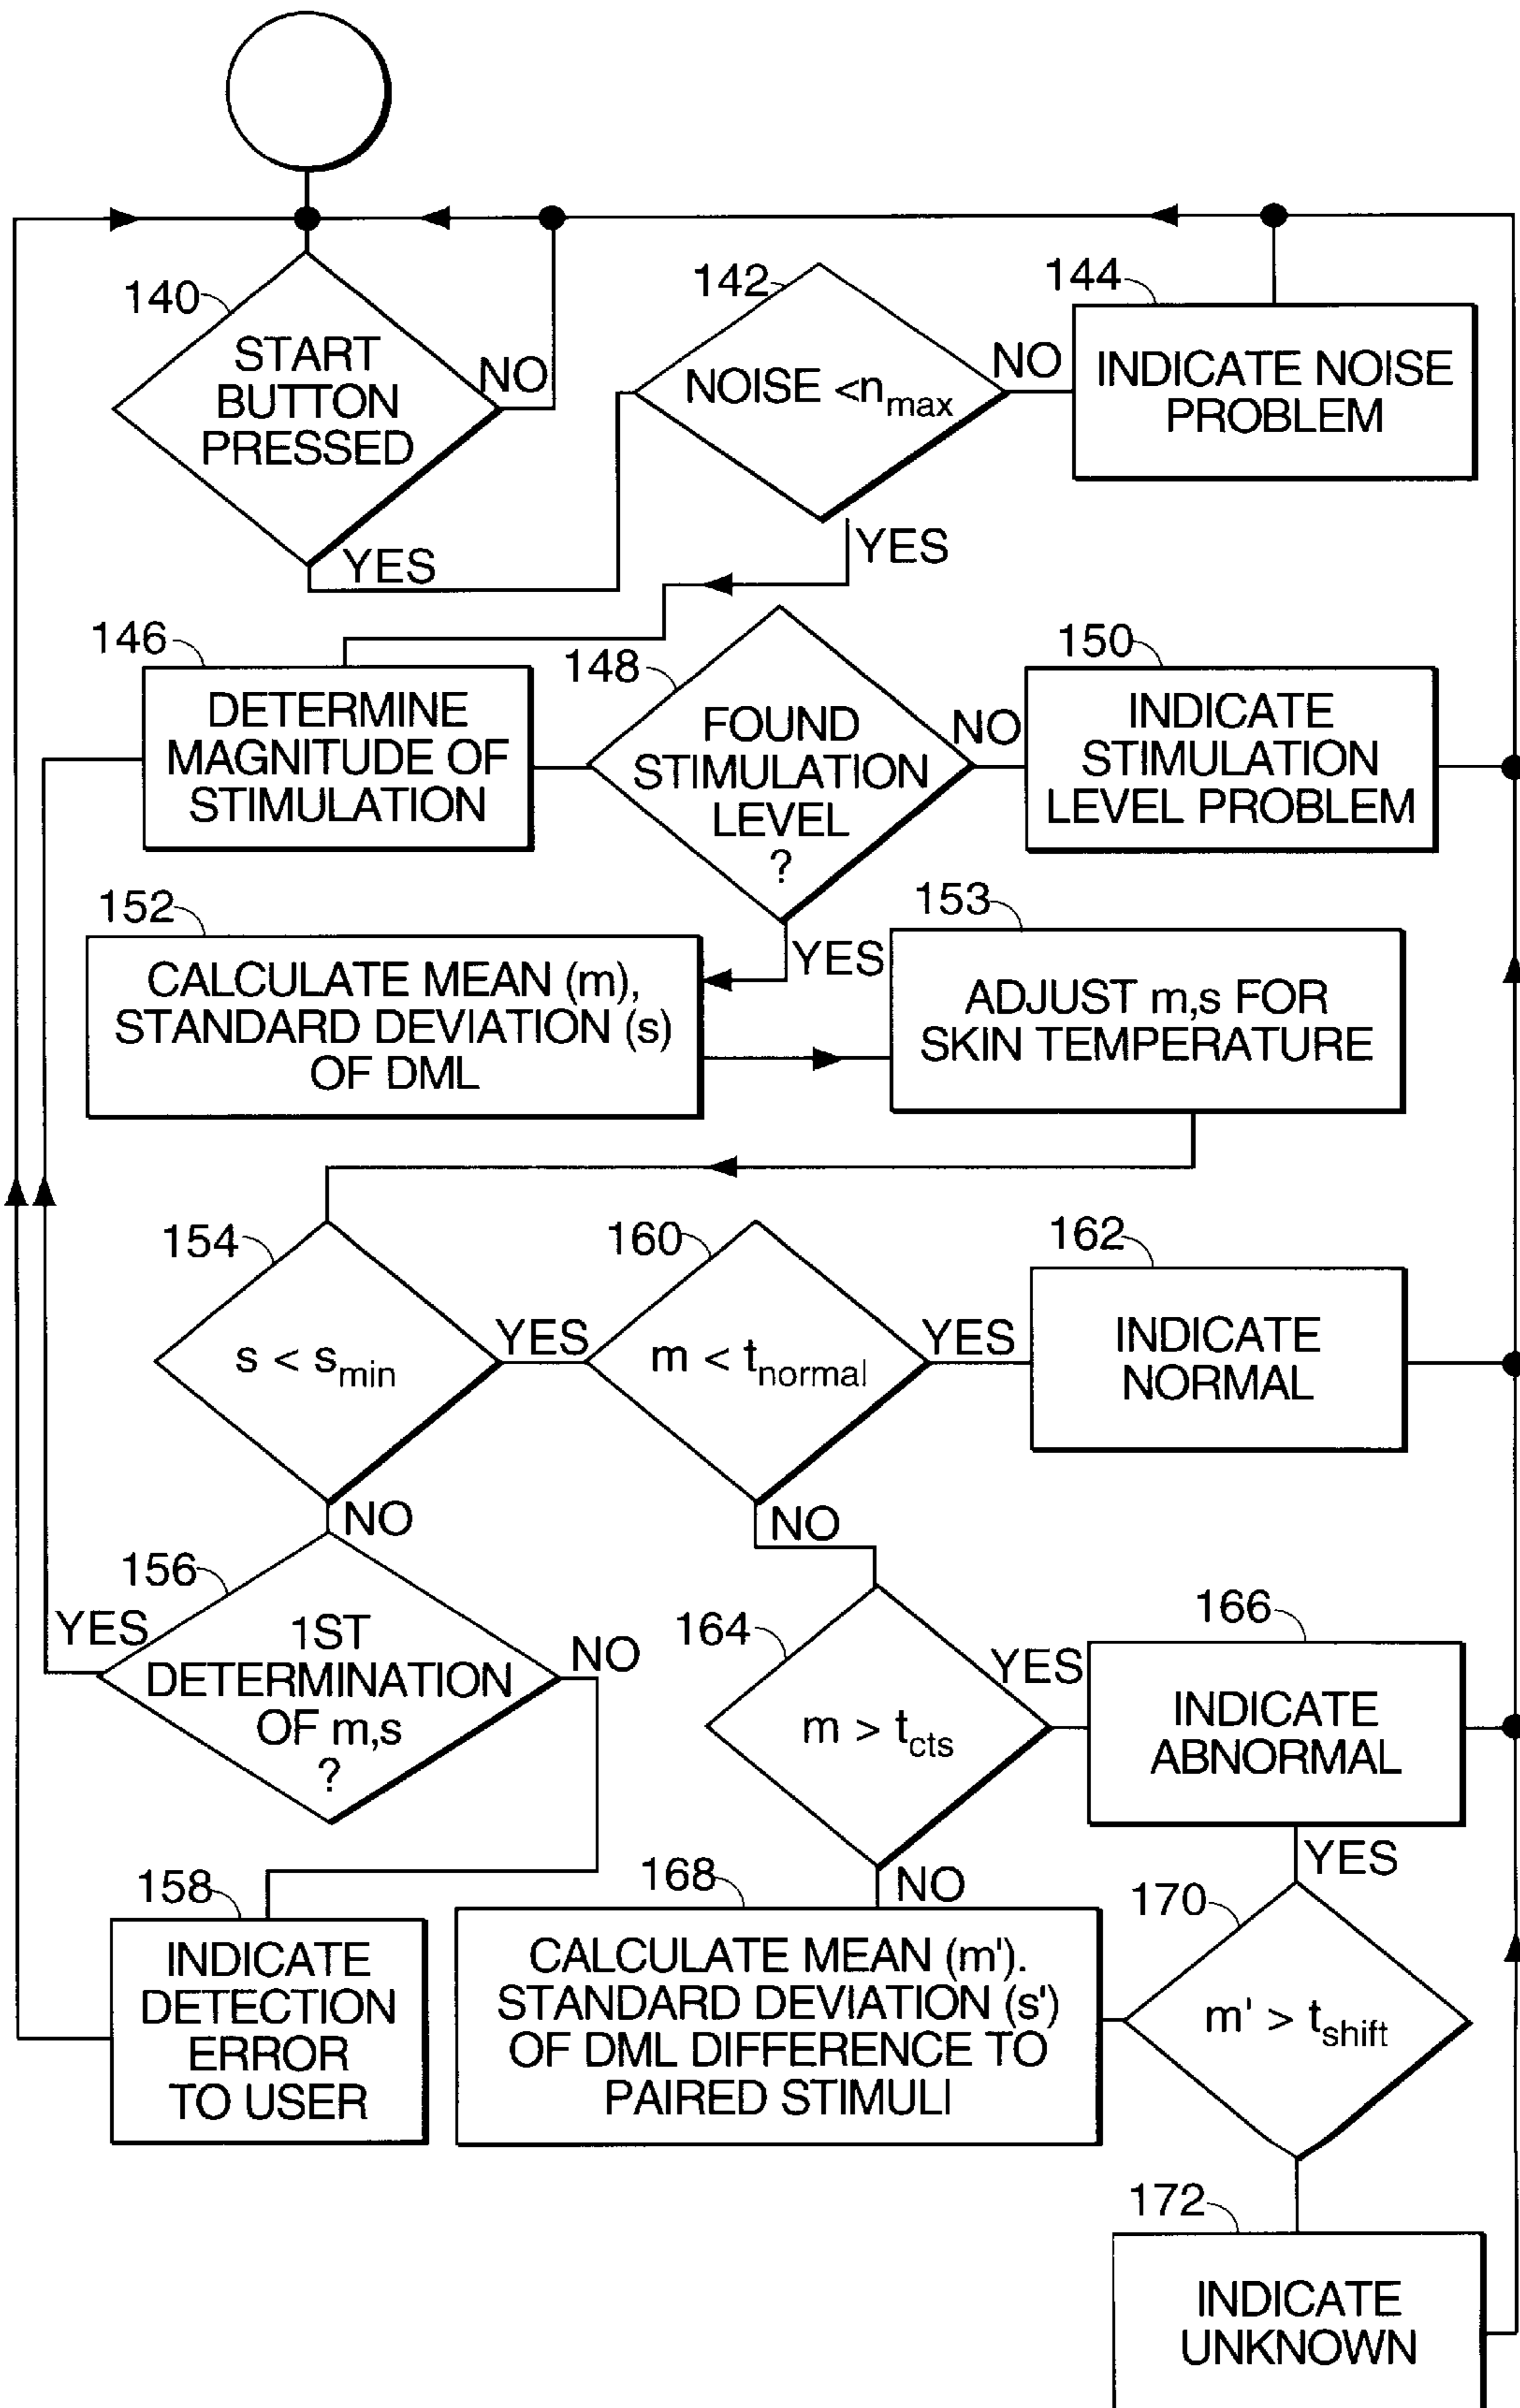 140
START
BUTTON
PRESSED
NO
YES
142
NOISE <nmax
NO
YES
144
INDICATE NOISE
PROBLEM
146
DETERMINE
MAGNITUDE OF
STIMULATION
148
FOUND
STIMULATION
LEVEL
?
NO
YES
150
INDICATE
STIMULATION
LEVEL PROBLEM
152
CALCULATE MEAN (m),
STANDARD DEVIATION (s)
OF DML
153
ADJUST m,s FOR
SKIN TEMPERATURE
154
s < smin
YES
NO
160
m < tnormal
YES
NO
162
INDICATE
NORMAL
156
YES
1ST
DETERMINATION
OF m,s
?
NO
164
m > tcts
YES
NO
166
INDICATE
ABNORMAL
YES
158
INDICATE
DETECTION
ERROR
TO USER
168
CALCULATE MEAN (m').
STANDARD DEVIATION (s')
OF DML DIFFERENCE TO
PAIRED STIMULI
170
m' > tshift
172
INDICATE
UNKNOWN